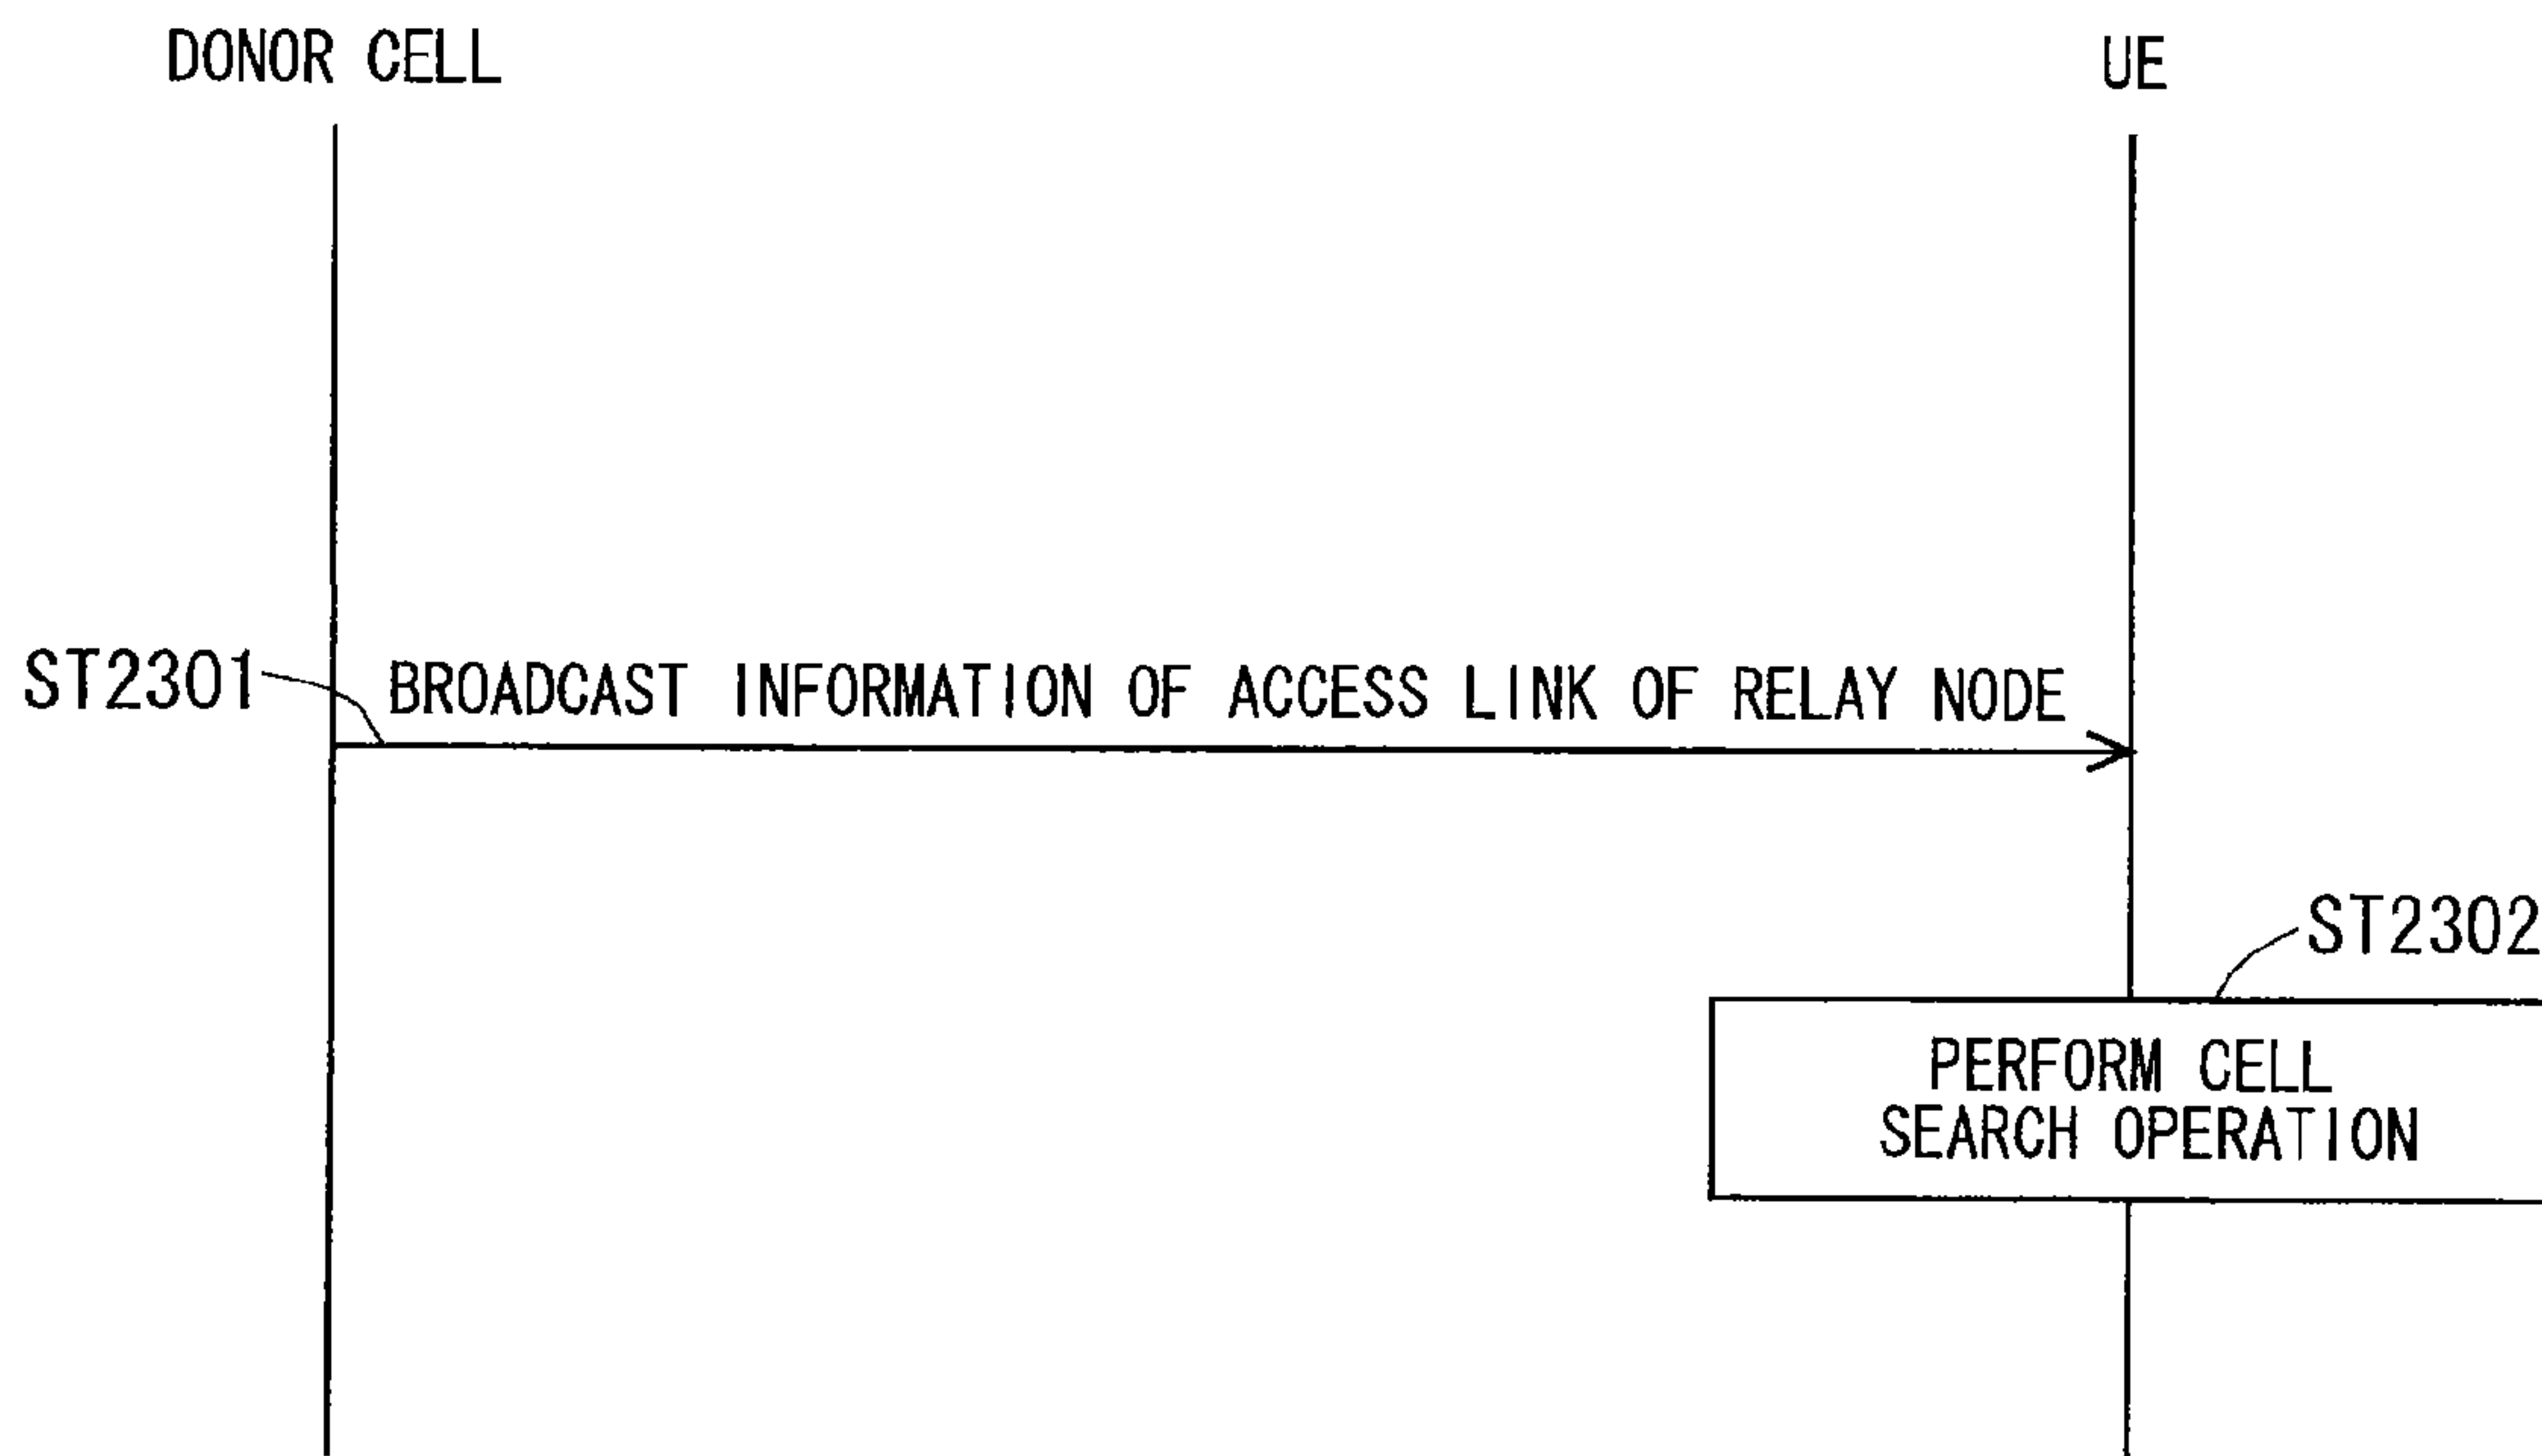 DONOR CELL
UE
ST2301
BROADCAST INFORMATION OF ACCESS LINK OF RELAY NODE
ST2302
PERFORM CELL
SEARCH OPERATION